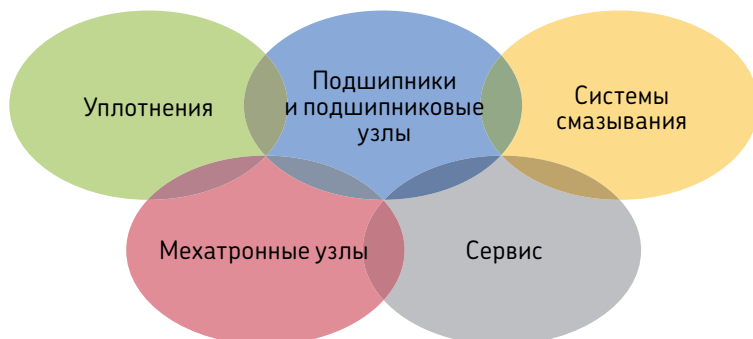 Уплотнения
Подшипники
и подшипниковые
узлы
Системы
смазывания
Мехатронные узлы
Сервис